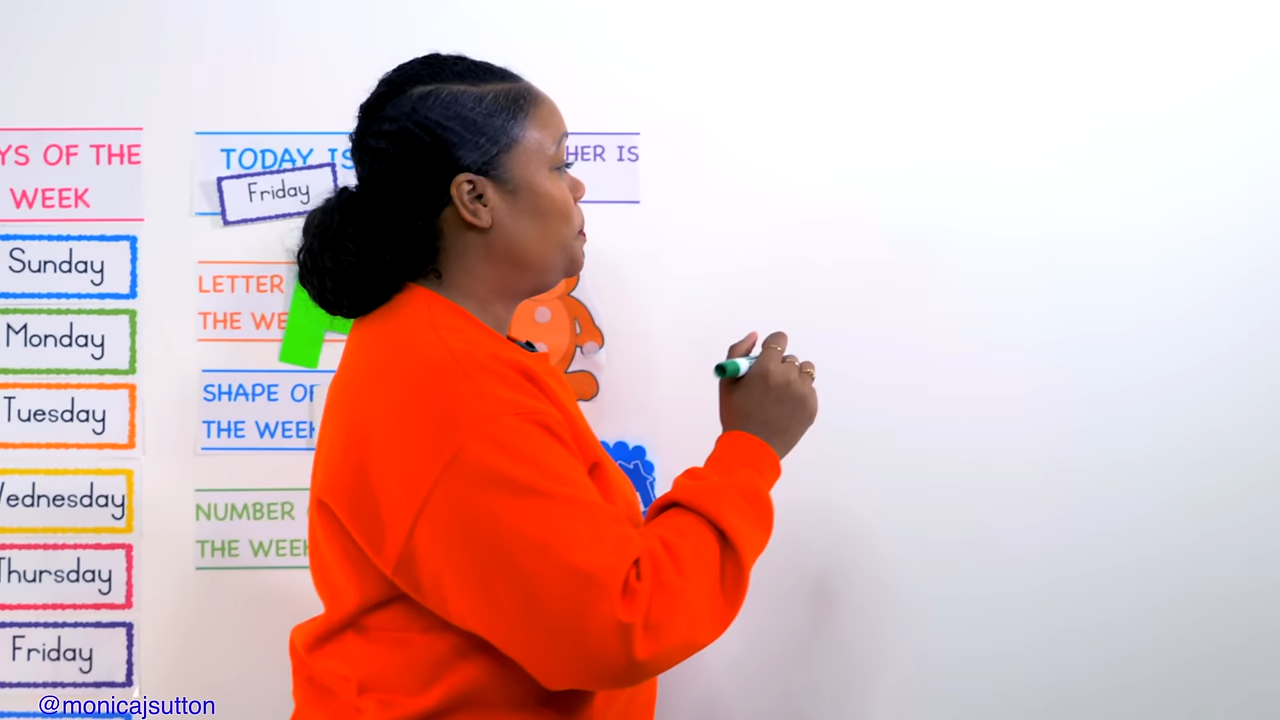 YS OF THE
WEEK
Sunday
Monday
Tuesday
Wednesday
Thursday
Friday
TODAY IS
Friday
HER IS
LETTER
THE WE
SHAPE OF
THE WEEK
NUMBER
THE WEEK
@monicajsutton